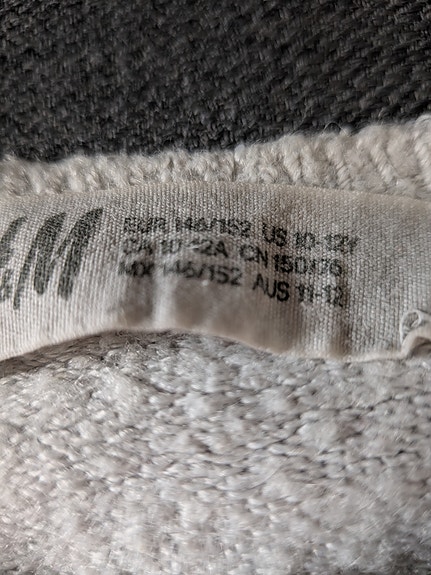 &M
EUR 146/152 US 10-12Y
CA 10-12A CN 150/76
MX 146/152 AUS 11-12